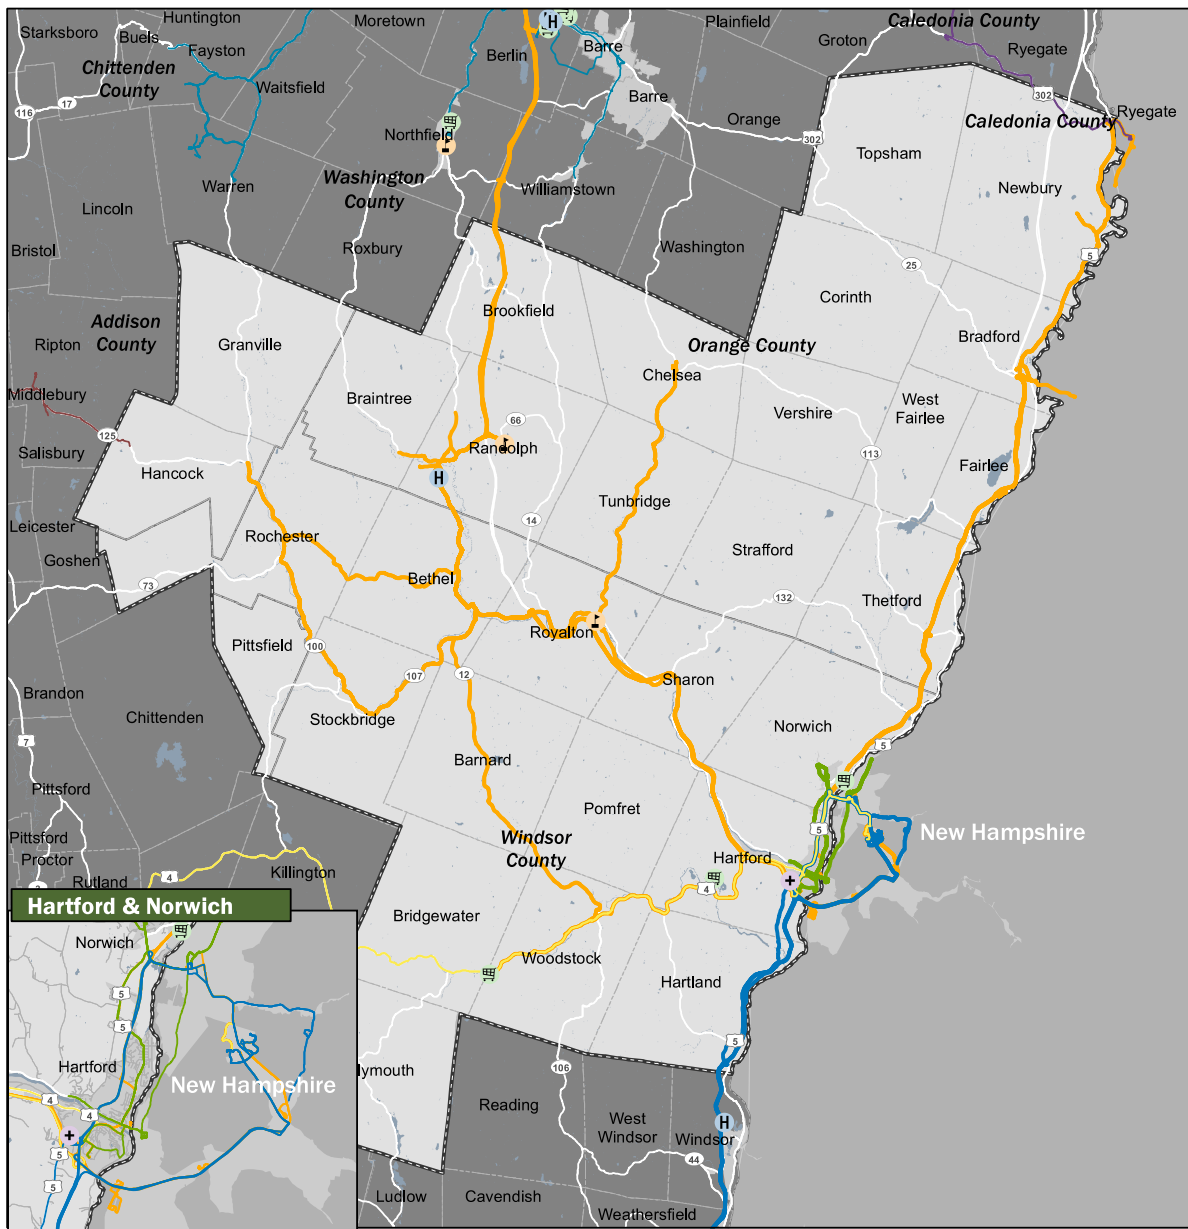 Huntington
Moretown
Plainfield
Caledonia County
Starksboro
Buels
Fayston
H
Barre
Berlin
Groton
Ryegate
Chittenden
County
Waitsfield
17
116
Barre
302
Ryegate
Northfield
Orange
302
Caledonia County
Topsham
Warren
Washington
County
Williamstown
Newbury
Lincoln
Bristol
Roxbury
Washington
5
25
Corinth
Brookfield
Addison
County
Ripton
Granville
Orange County
Bradford
Chelsea
Middlebury
Braintree
Vershire
West
Fairlee
66
125
Salisbury
Randolph
113
Hancock
H
Fairlee
Tunbridge
Leicester
14
Rochester
Goshen
Strafford
73
Bethel
132
Thetford
Royalton
Pittsfield
100
107
12
Sharon
Brandon
Chittenden
Stockbridge
Norwich
7
5
Barnard
Pittsford
Pomfret
5
New Hampshire
Pittsford
Windsor
County
Proctor
Hartford
Rutland
4
Killington
4
Hartford & Norwich
Bridgewater
Norwich
Woodstock
Hartland
5
5
5
Hartford
lymouth
106
New Hampshire
4
4
Reading
West
Windsor
H
Windsor
5
5
44
Ludlow
Cavendish
Weathersfield